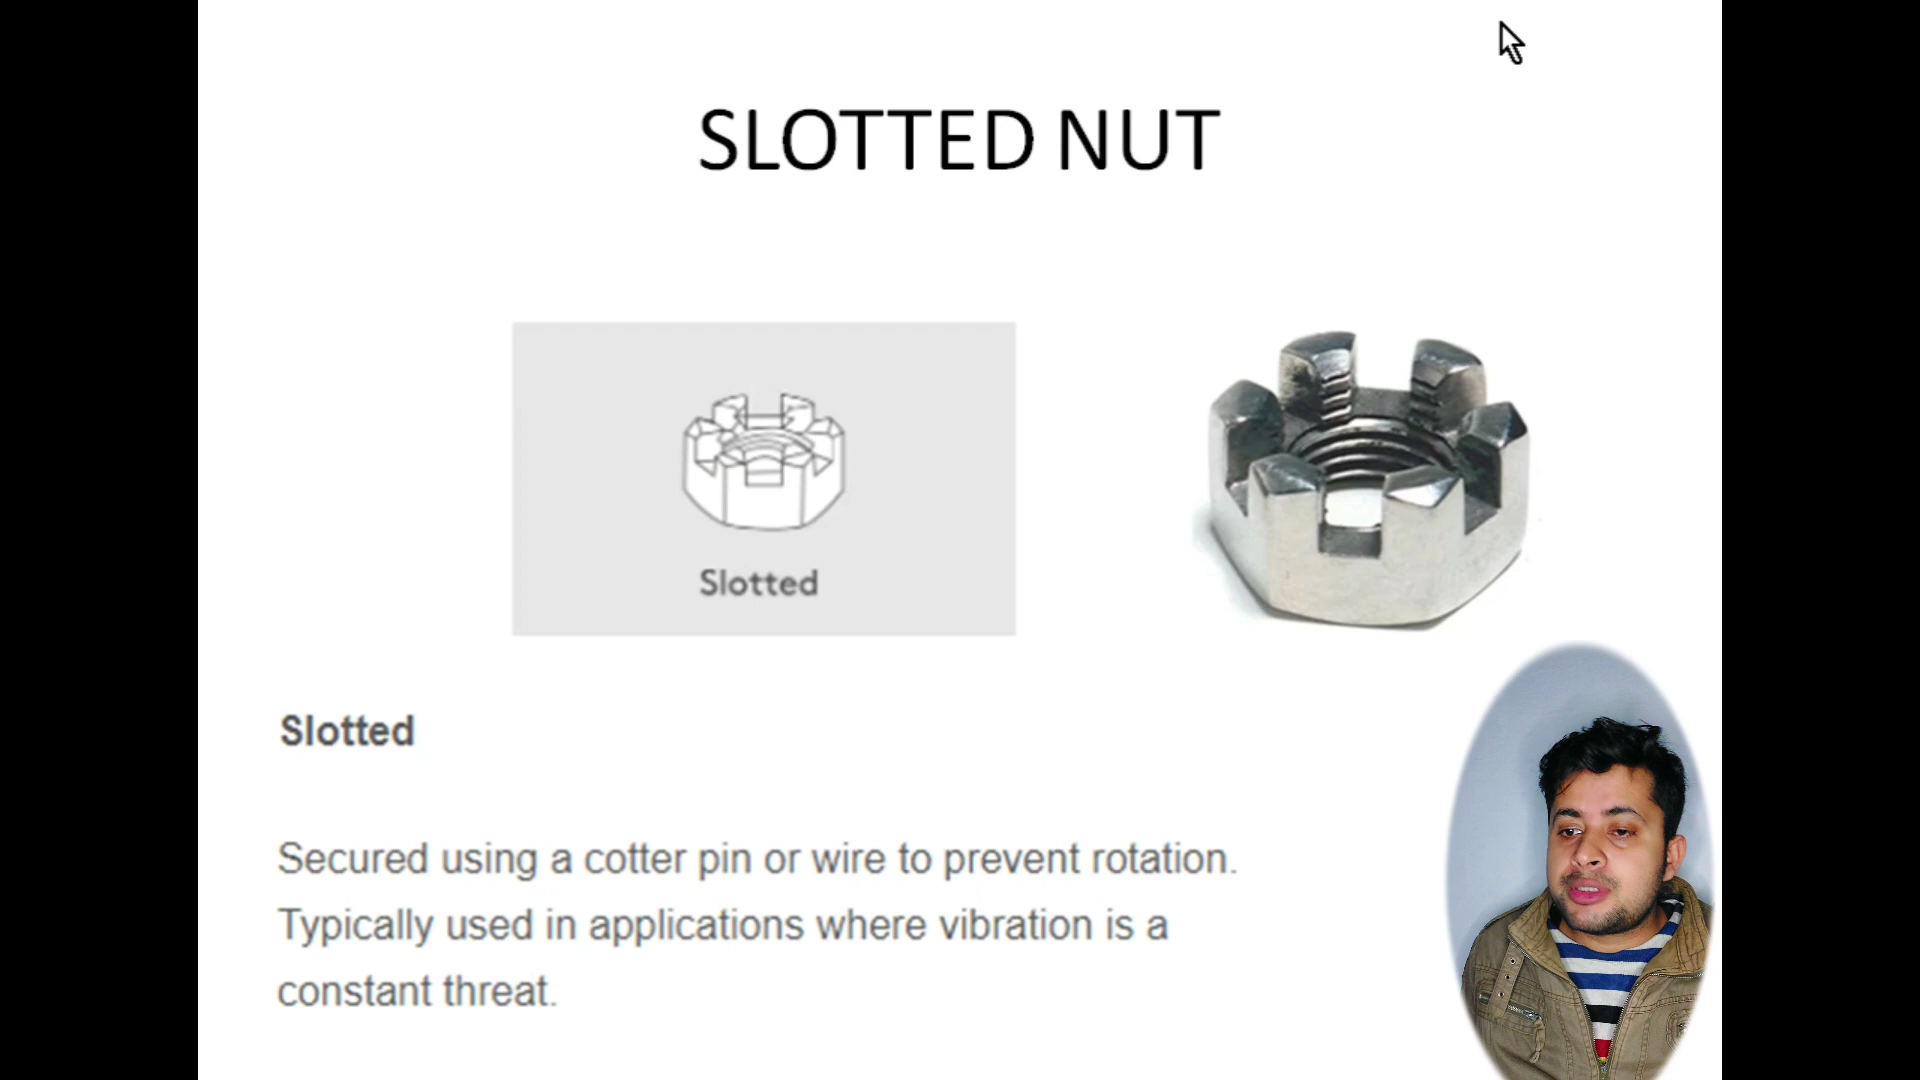 SLOTTED NUT
Slotted
Slotted
Secured using a cotter pin or wire to prevent rotation.
Typically used in applications where vibration is a
constant threat.